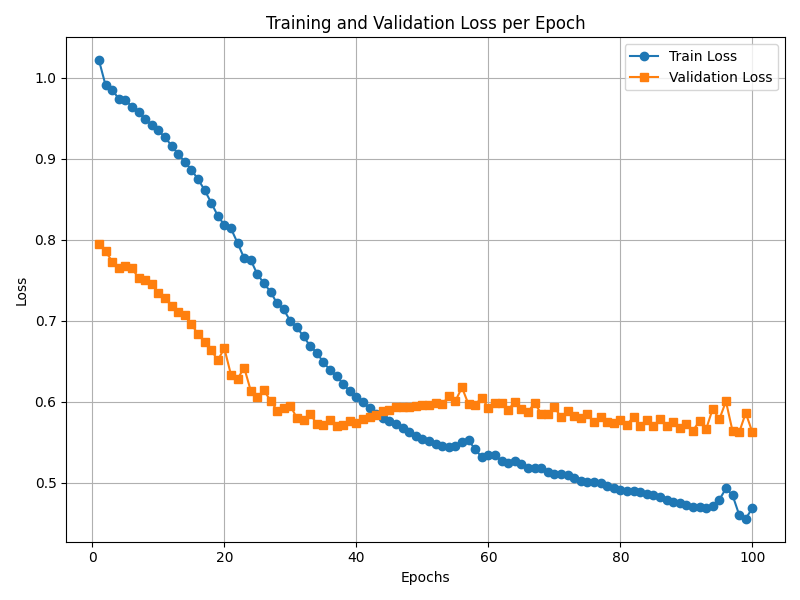 Training and Validation Loss per Epoch
Train Loss
Validation Loss
1.0
0.9
0.8
0.7
0.6
0.5
Loss
0 20 40 60 80 100
Epochs